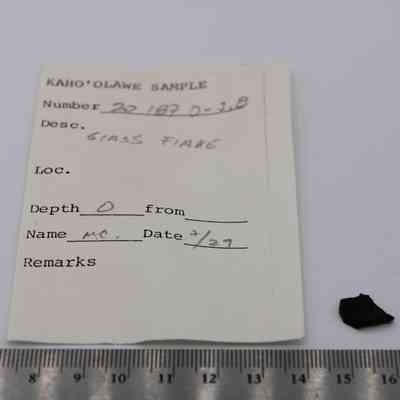 KAHO'OLAWE SAMPLE
Number 20 187 D-2.8
Desc. GLASS FLAKE
Loc.
Depth 0 from
Name MC. Date 2/27
Remarks
8 9 10 11 12 13 14 15 16